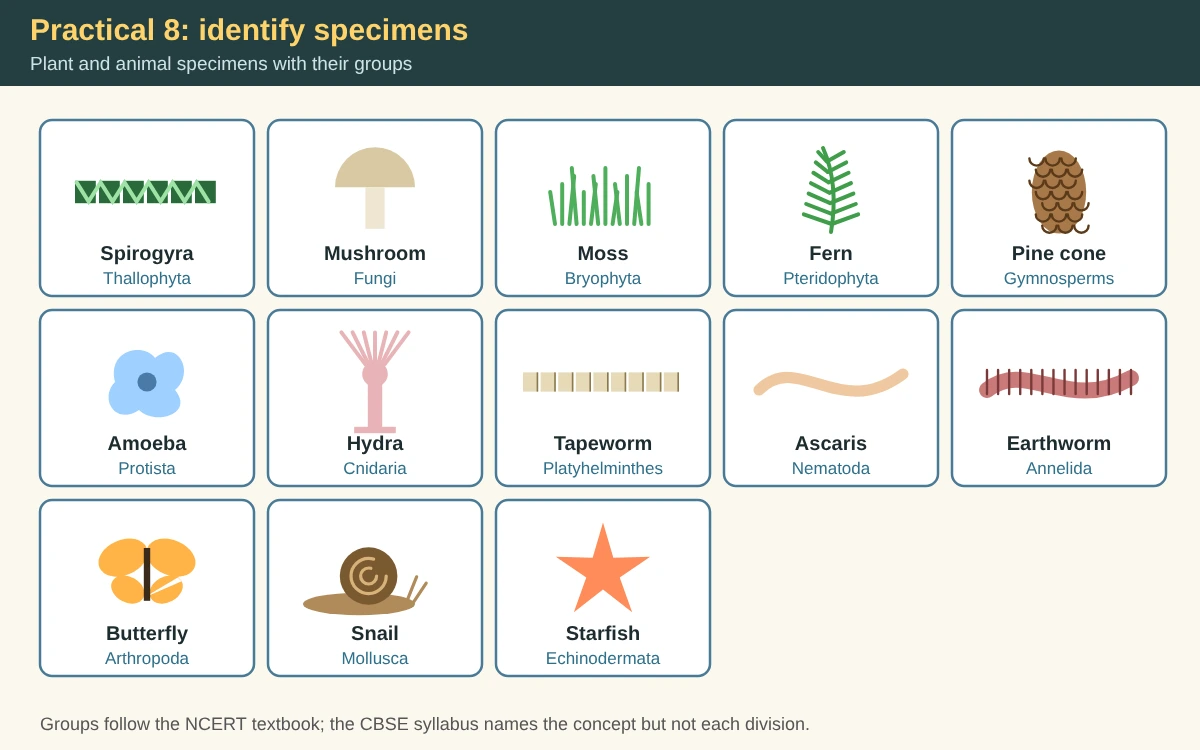 Practical 8: identify specimens
Plant and animal specimens with their groups
Spirogyra
Thallophyta
Mushroom
Fungi
Moss
Bryophyta
Fern
Pteridophyta
Pine cone
Gymnosperms
Amoeba
Protista
Hydra
Cnidaria
Tapeworm
Platyhelminthes
Ascaris
Nematoda
Earthworm
Annelida
Butterfly
Arthropoda
Snail
Mollusca
Starfish
Echinodermata
Groups follow the NCERT textbook; the CBSE syllabus names the concept but not each division.